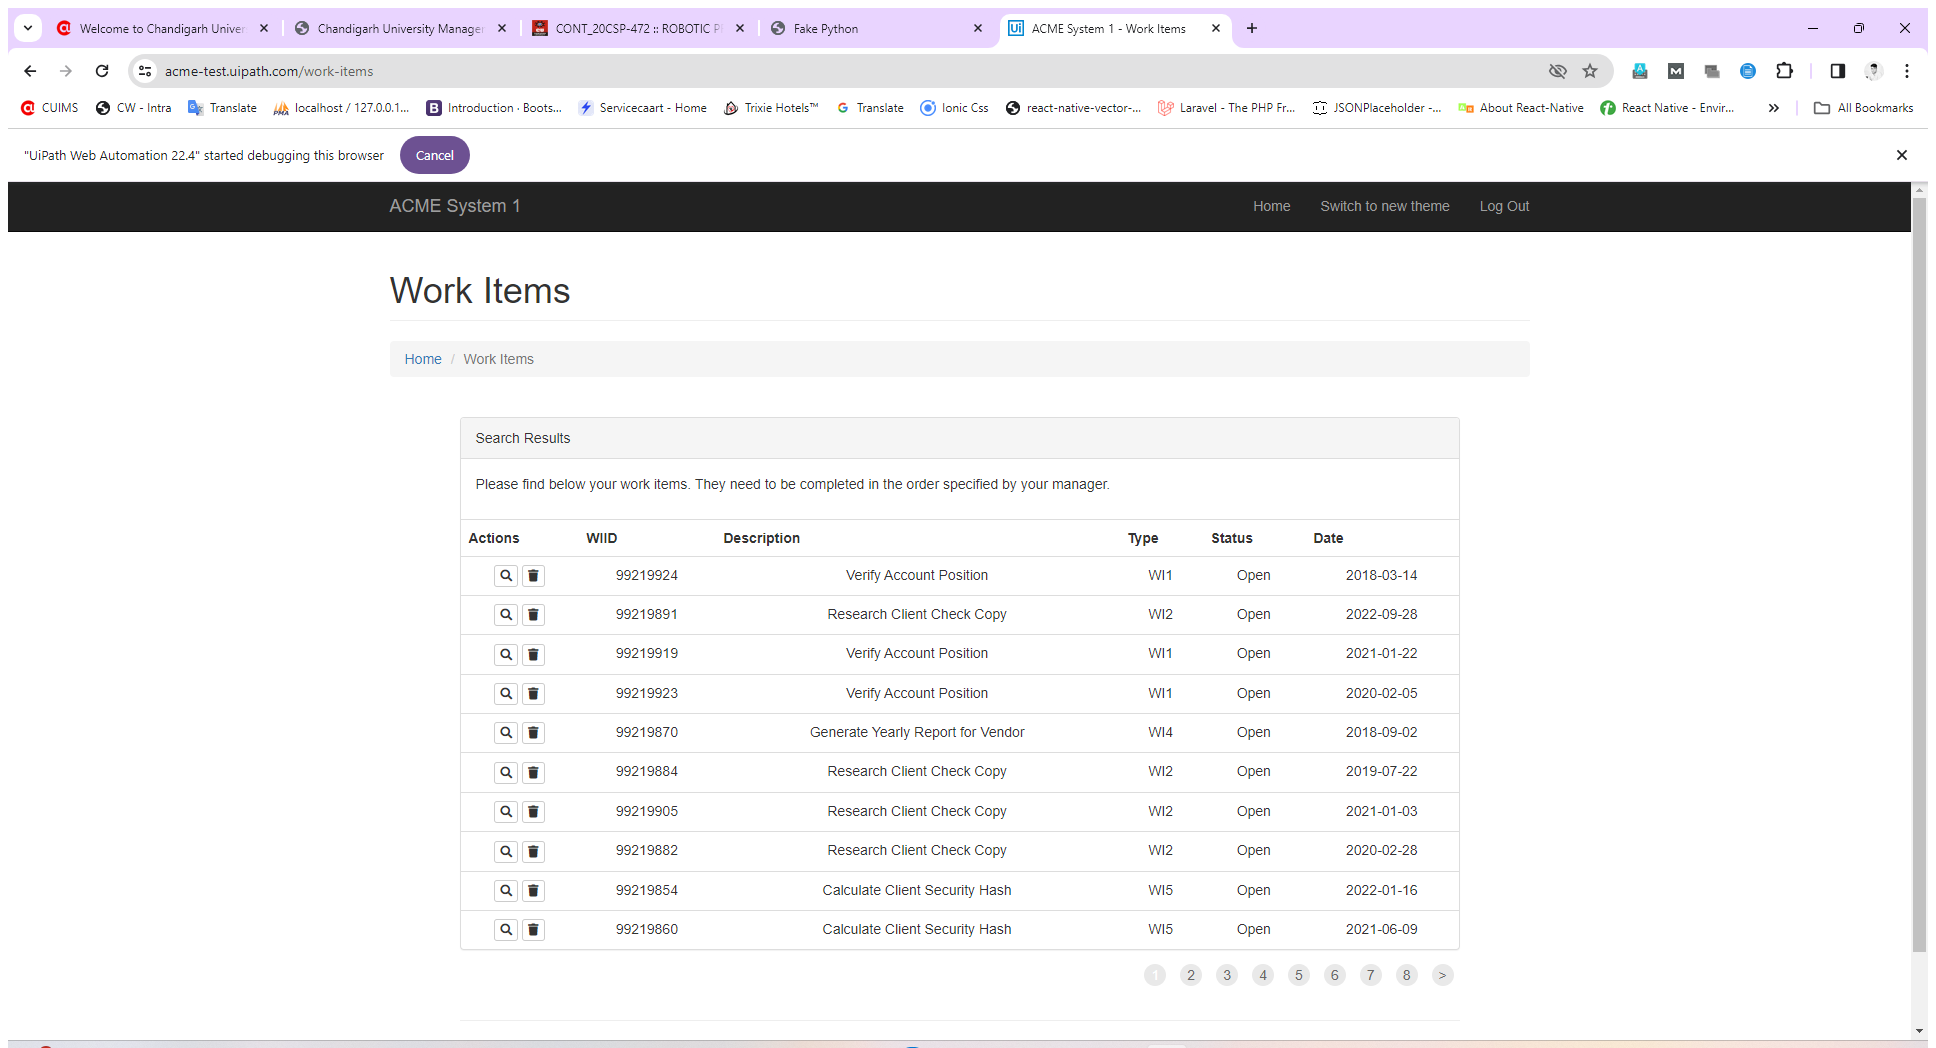 Welcome to Chandigarh Univer
Chandigarh University Manager
CONT_20CSP-472 :: ROBOTIC P
Fake Python
Ui ACME System 1 - Work Items
acme-test.uipath.com/work-items
CUIMS
CW - Intra
Translate
localhost / 127.0.0.1...
Introduction · Boots...
Servicecaart - Home
Trixie Hotels™
Translate
Ionic Css
react-native-vector-...
Laravel - The PHP Fr...
JSONPlaceholder -...
About React-Native
React Native - Envir...
All Bookmarks
"UiPath Web Automation 22.4" started debugging this browser Cancel
ACME System 1 Home Switch to new theme Log Out
Work Items
Home / Work Items
Search Results
Please find below your work items. They need to be completed in the order specified by your manager.
Actions WIID Description Type Status Date
99219924 Verify Account Position WI1 Open 2018-03-14
99219891 Research Client Check Copy WI2 Open 2022-09-28
99219919 Verify Account Position WI1 Open 2021-01-22
99219923 Verify Account Position WI1 Open 2020-02-05
99219870 Generate Yearly Report for Vendor WI4 Open 2018-09-02
99219884 Research Client Check Copy WI2 Open 2019-07-22
99219905 Research Client Check Copy WI2 Open 2021-01-03
99219882 Research Client Check Copy WI2 Open 2020-02-28
99219854 Calculate Client Security Hash WI5 Open 2022-01-16
99219860 Calculate Client Security Hash WI5 Open 2021-06-09
1 2 3 4 5 6 7 8 >